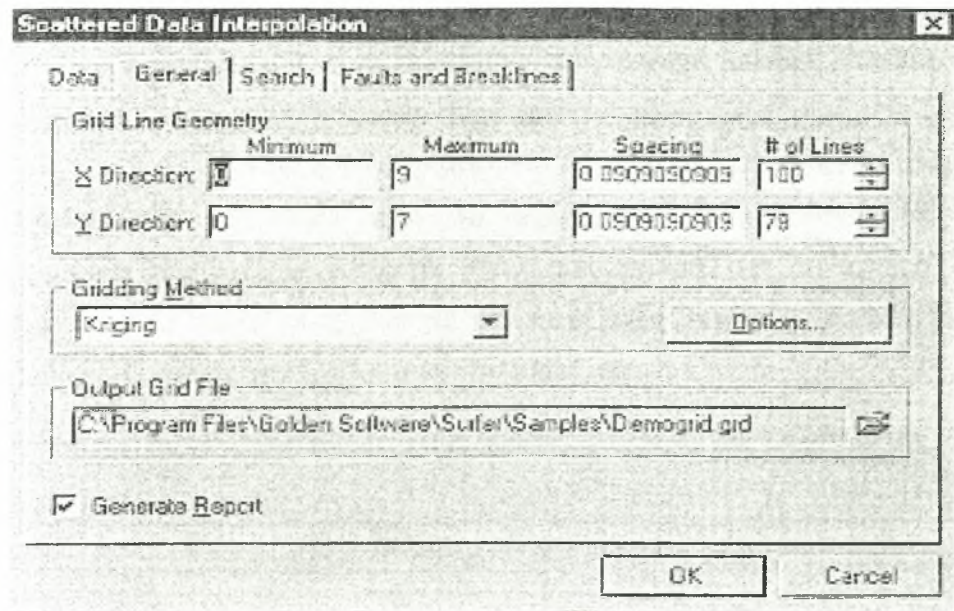 Scattered Data Interpolation
Data General Search Faults and Breaklines
Grid Line Geometry
Minimum Maximum Spacing # of Lines
X Direction: 0 9 0.0909090909 100
Y Direction: 0 7 0.0909090909 78
Gridding Method
Kriging Options...
Output Grid File
C:\Program Files\Golden Software\Surfer\Samples\Demogrid.grd
Generate Report
OK Cancel